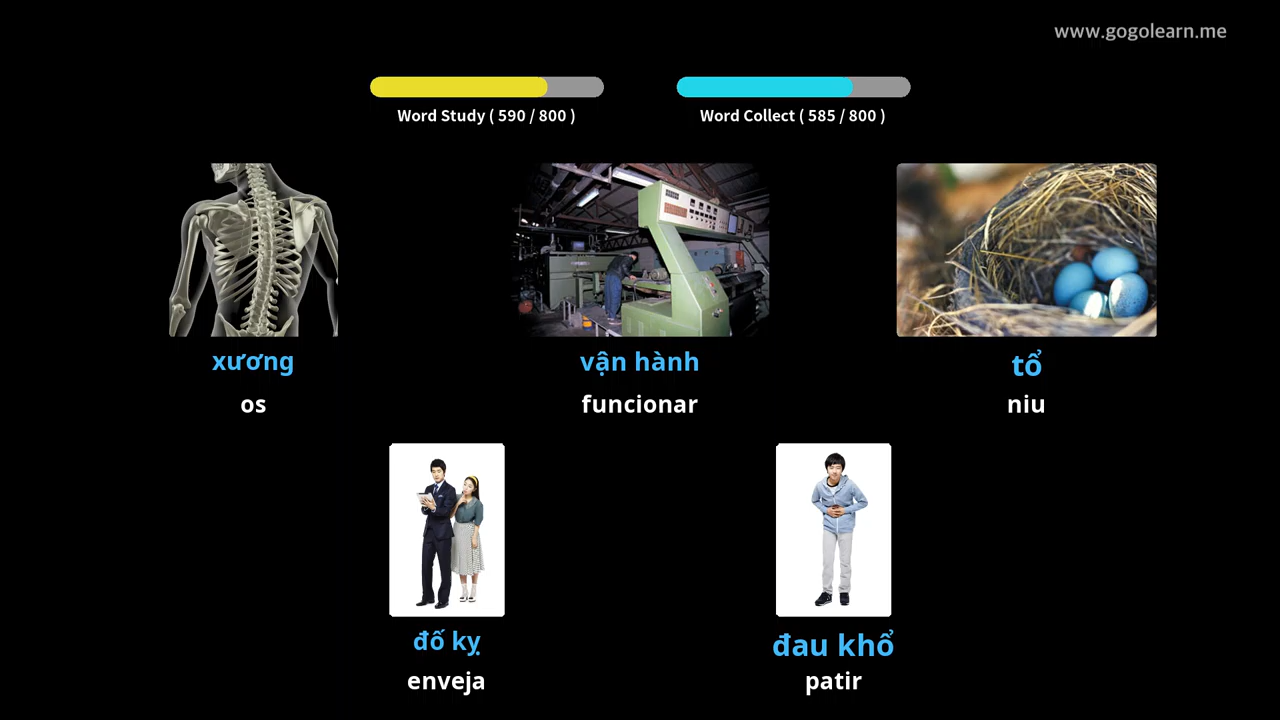 www.gogolearn.me
Word Study ( 590 / 800 )
Word Collect ( 585 / 800 )
xương
vận hành
tổ
os
funcionar
niu
đố kỵ
đau khổ
enveja
patir